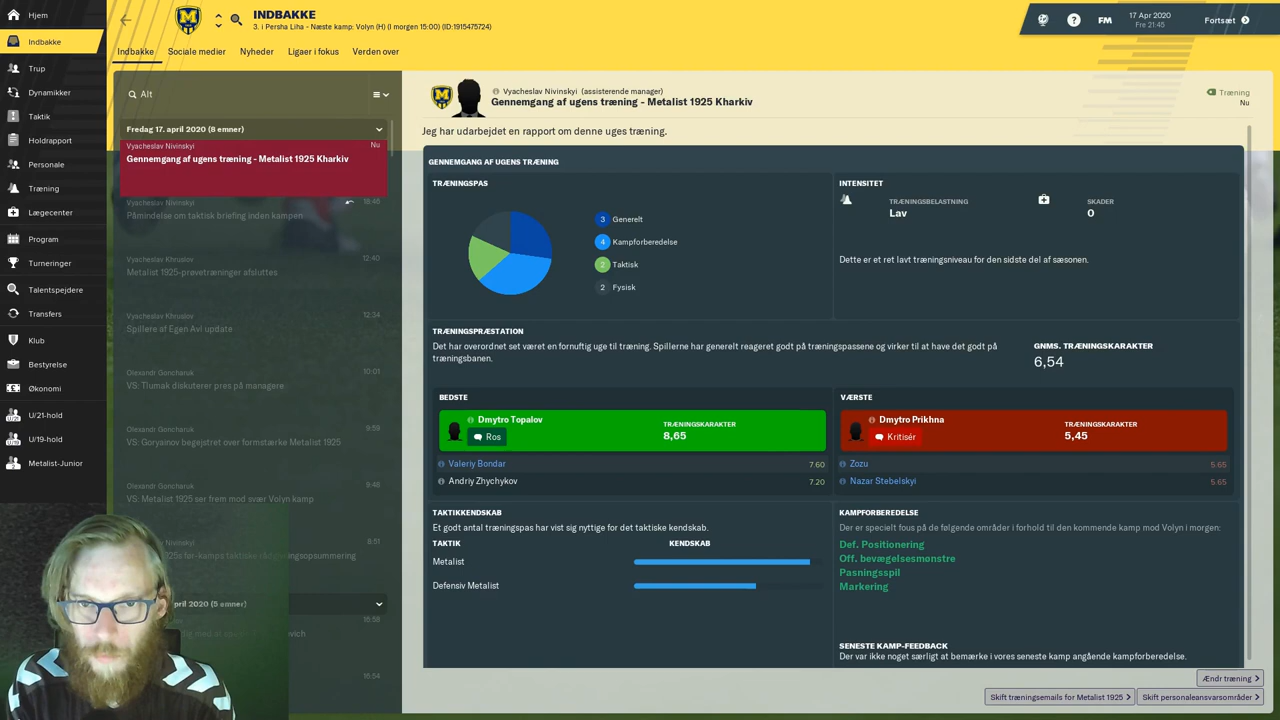 Hjem
Indbakke
Trup
Dynamikker
Taktik
Holdrapport
Personale
Træning
Lægecenter
Program
Turneringer
Talentspejdere
Transfers
Klub
Bestyrelse
Økonomi
U/21-hold
U/19-hold
Metalist-Junior
INDBAKKE
3. i Persha Liha - Næste kamp: Volyn (H) (I morgen 15:00) (ID:1915475724)
FM
17 Apr 2020
Fre 21:45
Fortsæt
Indbakke
Sociale medier
Nyheder
Ligaer i fokus
Verden over
Alt
Fredag 17. april 2020 (8 emner)
Vyacheslav Nivinskyi
Nu
Gennemgang af ugens træning - Metalist 1925 Kharkiv
Vyacheslav Nivinskyi
18:46
Påmindelse om taktisk briefing inden kampen
Vyacheslav Khruslov
12:40
Metalist 1925-prøvetræninger afsluttes
Vyacheslav Khruslov
12:24
Spillere af Egen Avl update
Olexandr Goncharuk
10:01
VS: Tlumak diskuterer pres på managere
Olexandr Goncharuk
9:59
VS: Goryainov begejstret over formstærke Metalist 1925
Olexandr Goncharuk
9:48
VS: Metalist 1925 ser frem mod svær Volyn kamp
Nivinskyi
8:51
april 2020 (5 emner)
16:58
16:54
Vyacheslav Nivinskyi (assisterende manager)
Gennemgang af ugens træning - Metalist 1925 Kharkiv
Træning
Nu
Jeg har udarbejdet en rapport om denne uges træning.
GENNEMGANG AF UGENS TRÆNING
TRÆNINGSPAS
3 Generelt
4 Kampforberedelse
2 Taktisk
2 Fysisk
INTENSITET
TRÆNINGSBELASTNING
Lav
SKADER
0
Dette er et ret lavt træningsniveau for den sidste del af sæsonen.
TRÆNINGSPRÆSTATION
Det har overordnet set været en fornuftig uge til træning. Spillerne har generelt reageret godt på træningspassene og virker til at have det godt på
træningsbanen.
GNMS. TRÆNINGSKARAKTER
6,54
BEDSTE
Dmytro Topalov
Ros
TRÆNINGSKARAKTER
8,65
Valeriy Bondar
7.60
Andriy Zhychykov
7.20
VÆRSTE
Dmytro Prikhna
Kritisér
TRÆNINGSKARAKTER
5,45
Zozu
5.65
Nazar Stebelskyi
5.65
TAKTIKKENDSKAB
Et godt antal træningspas har vist sig nyttige for det taktiske kendskab.
TAKTIK
KENDSKAB
Metalist
Defensiv Metalist
KAMPFORBEREDELSE
Der er specielt fous på de følgende områder i forhold til den kommende kamp mod Volyn i morgen:
Def. Positionering
Off. bevægelsesmønstre
Pasningsspil
Markering
SENESTE KAMP-FEEDBACK
Der var ikke noget særligt at bemærke i vores seneste kamp angående kampforberedelse.
Ændr træning
Skift træningsemails for Metalist 1925
Skift personaleansvarsområder